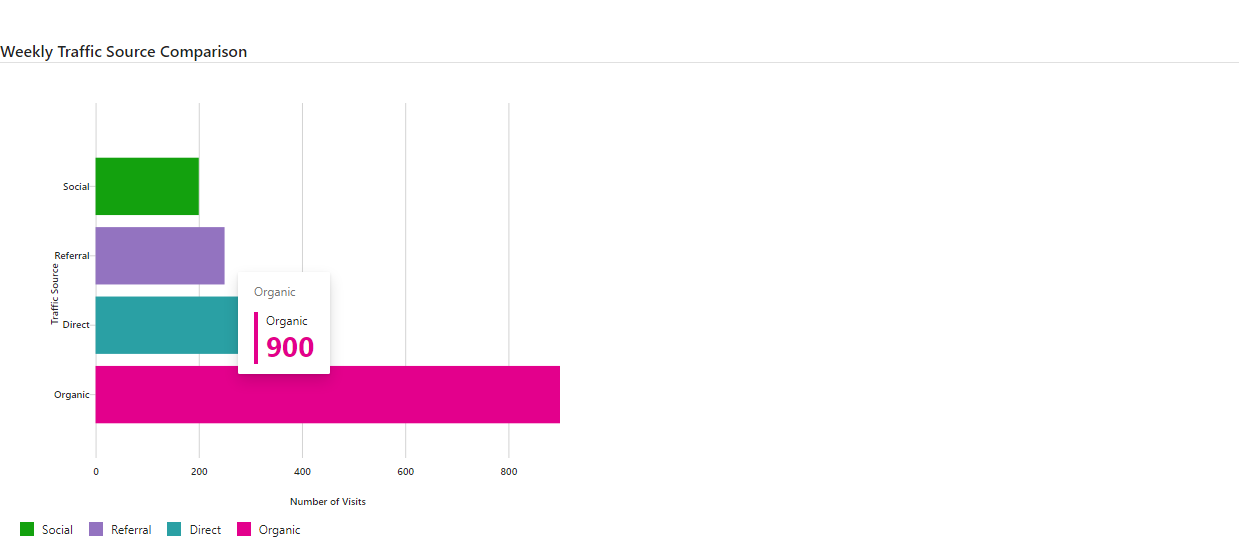 Weekly Traffic Source Comparison
Social
Referral
Direct
Organic
Traffic Source
Organic
Organic
900
0 200 400 600 800
Number of Visits
Social Referral Direct Organic